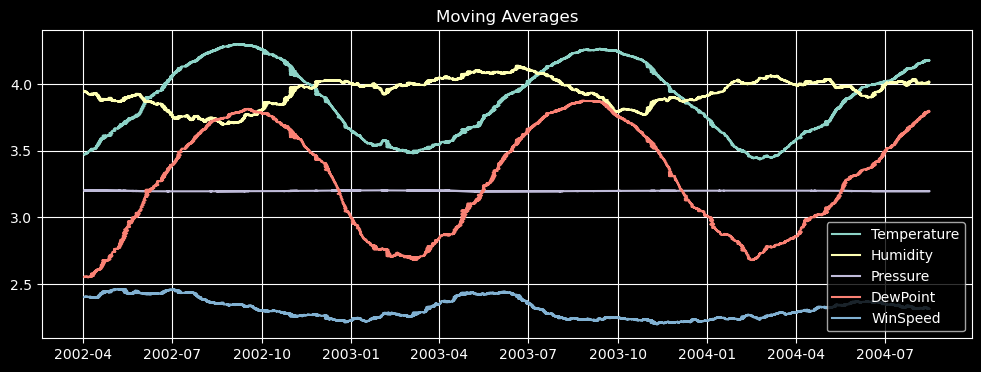 Moving Averages
4.0
3.5
3.0
2.5
Temperature
Humidity
Pressure
DewPoint
WinSpeed
2002-04 2002-07 2002-10 2003-01 2003-04 2003-07 2003-10 2004-01 2004-04 2004-07